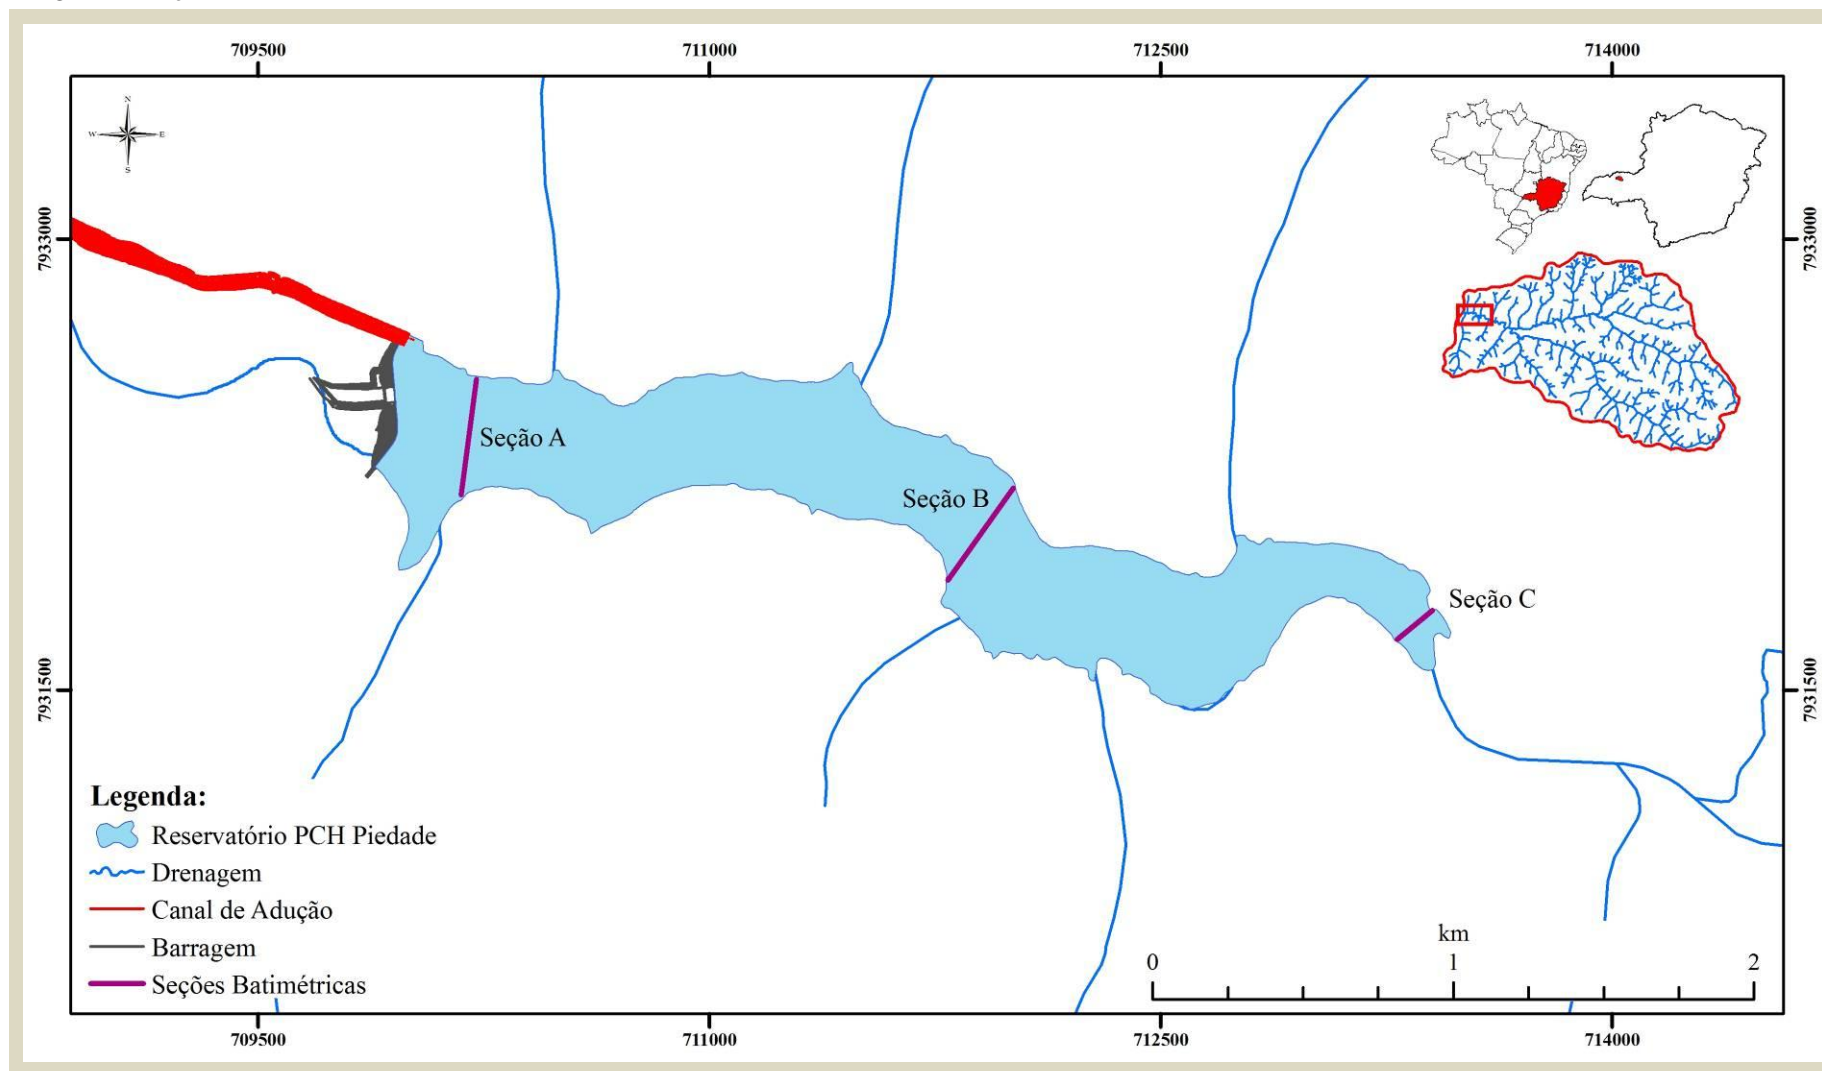 709500 711000 712500 714000
N
W E
S
7933000 7933000
Seção A
Seção B
Seção C
7931500 7931500
Legenda:
Reservatório PCH Piedade
Drenagem
Canal de Adução
Barragem
Seções Batimétricas
km
0 1 2
709500 711000 712500 714000